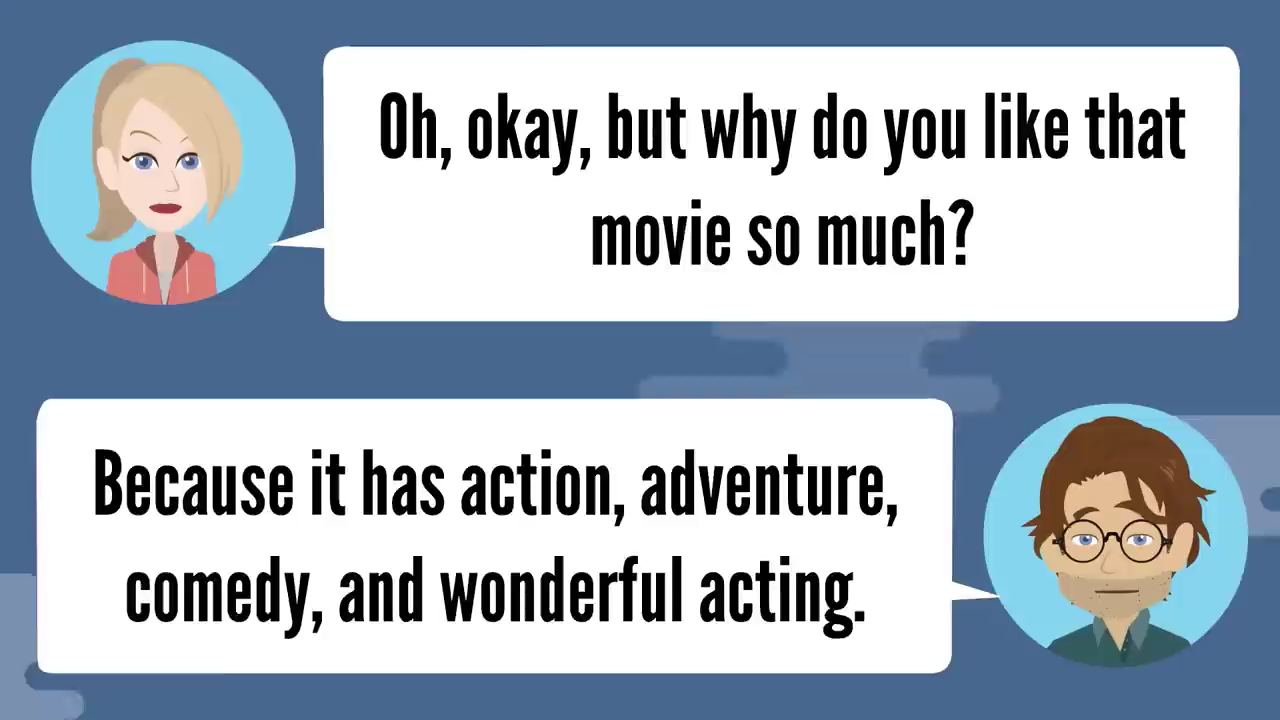 Oh, okay, but why do you like that
movie so much?
Because it has action, adventure,
comedy, and wonderful acting.